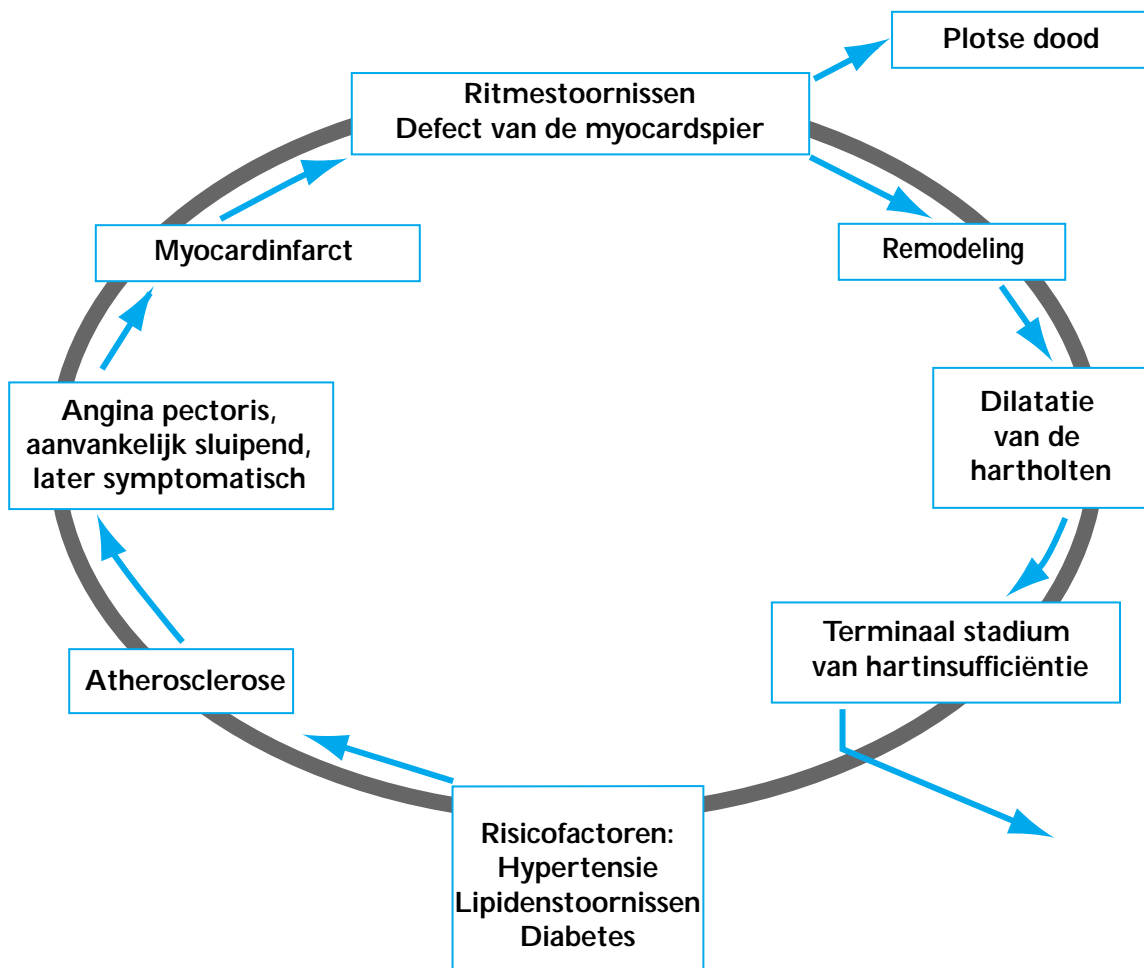 Plotse dood
Ritmestoornissen
Defect van de myocardspier
Myocardinfarct
Remodeling
Angina pectoris,
aanvankelijk sluipend,
later symptomatisch
Dilatatie
van de
hartholten
Terminaal stadium
van hartinsufficiëntie
Atherosclerose
Risicofactoren:
Hypertensie
Lipidenstoornissen
Diabetes